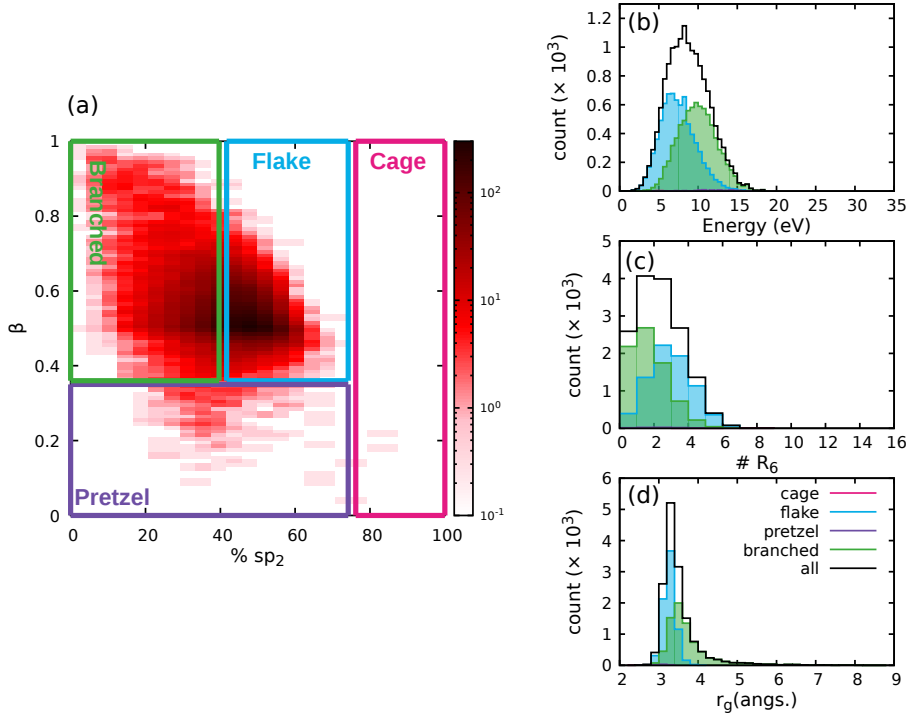 (a)
Branched
Flake
Cage
Pretzel
1
0.8
0.6
0.4
0.2
0
β
0 20 40 60 80 100
% sp2
10^2
10^1
10^0
10^-1
(b)
1.2
1.0
0.8
0.6
0.4
0.2
0
count (× 10^3)
0 5 10 15 20 25 30 35
Energy (eV)
(c)
5
4
3
2
1
0
count (× 10^3)
0 2 4 6 8 10 12 14 16
# R6
(d)
6
5
4
3
2
1
0
count (× 10^3)
cage
flake
pretzel
branched
all
2 3 4 5 6 7 8 9
rg(angs.)